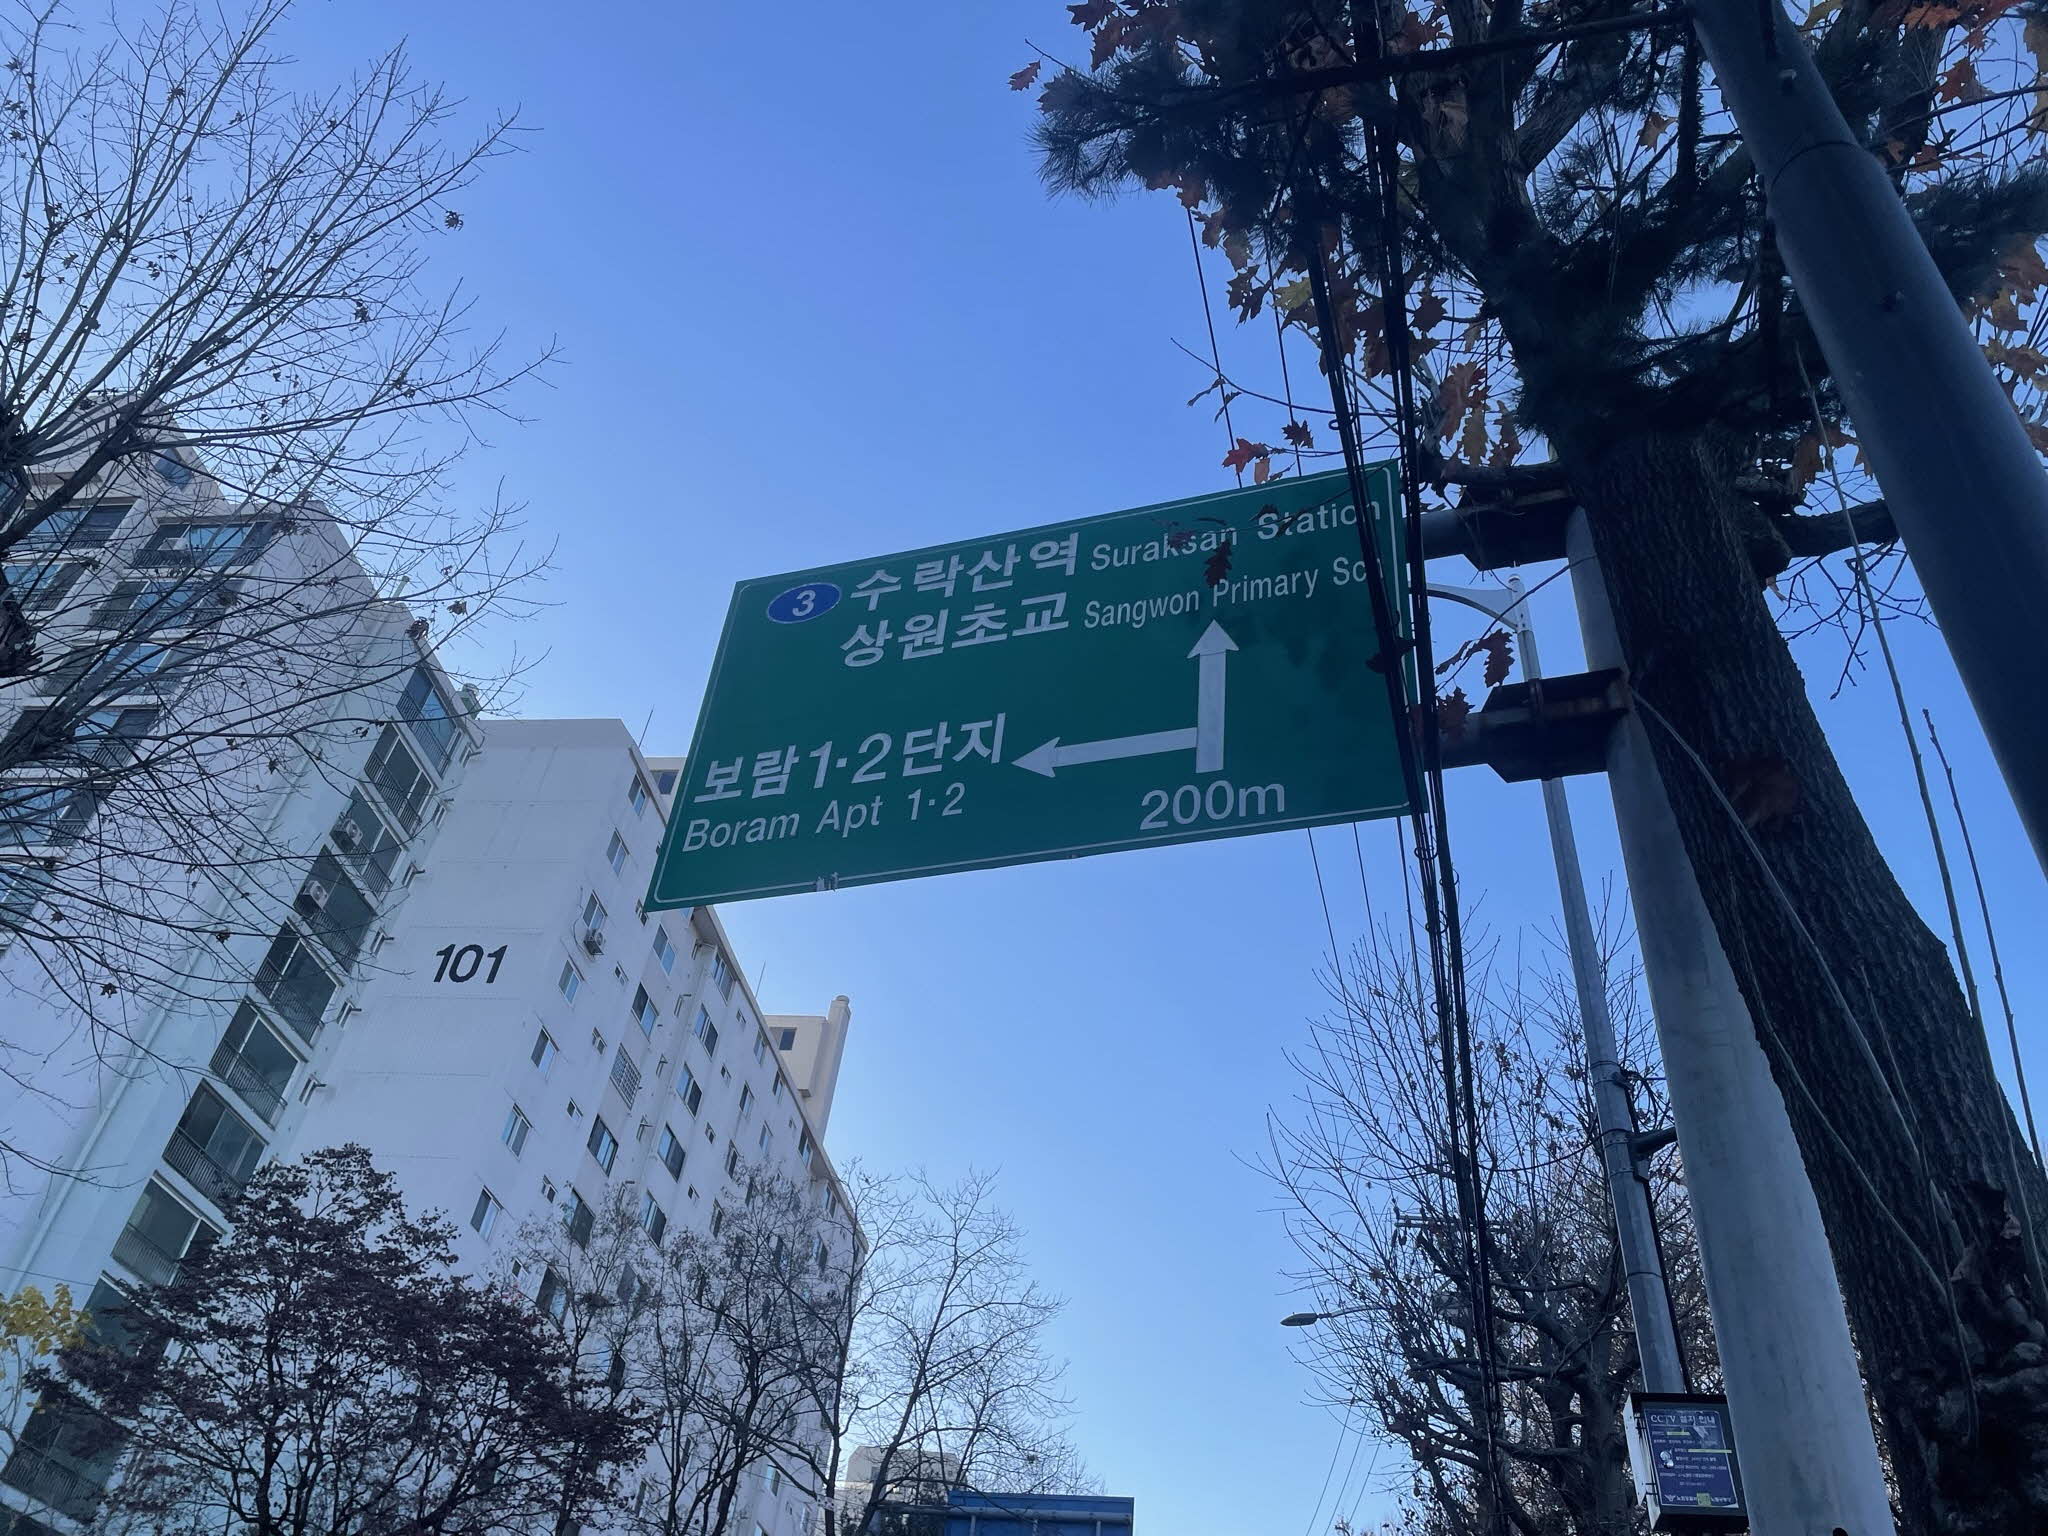 3 수락산역 Suraksan Station
상원초교 Sangwon Primary Sch
보람1·2단지
Boram Apt 1·2
200m
101
CCTV 설치 안내